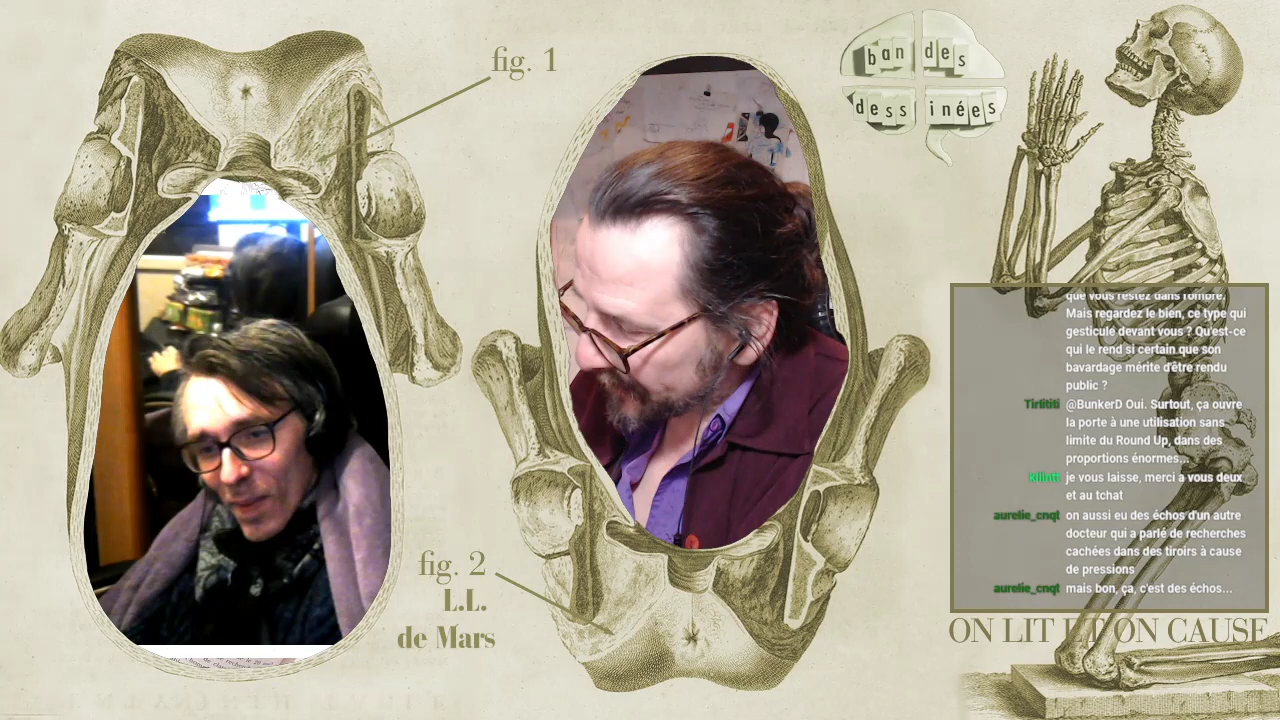 fig. 1
ban des
dess inées
que vous restez dans l'ombre.
Mais regardez le bien, ce type qui
gesticule devant vous ? Qu'est-ce
qui le rend si certain que son
bavardage mérite d'être rendu
public ?
Tirlititi @BunkerD Oui. Surtout, ça ouvre
la porte à une utilisation sans
limite du Round Up, dans des
proportions énormes...
je vous laisse, merci a vous deux
et au tchat
aurelie_cnqt on aussi eu des échos d'un autre
docteur qui a parlé de recherches
cachées dans des tiroirs à cause
de pressions
aurelie_cnqt mais bon, ça, c'est des échos...
fig. 2
L.L.
de Mars
ON LIT ET ON CAUSE